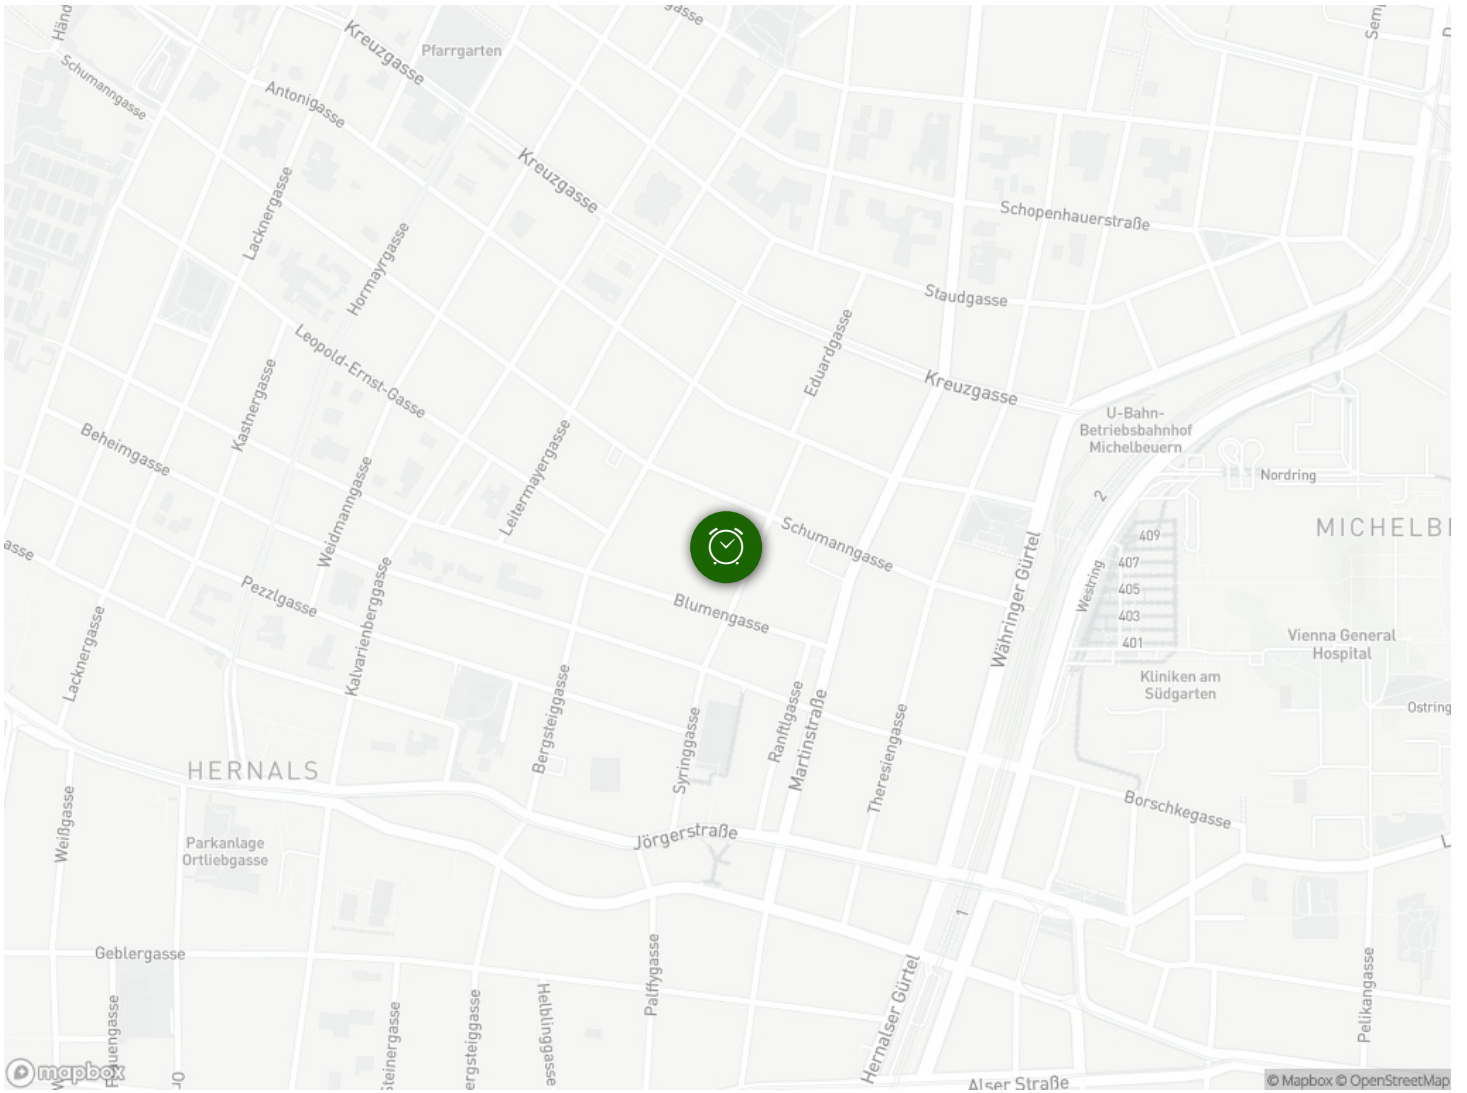 Händ
gasse
Semp
Schumanngasse
Kreuzgasse
Pfarrgarten
Antonigasse
Kreuzgasse
Lacknergasse
Hormayrgasse
Schopenhauerstraße
Staudgasse
Leopold-Ernst-Gasse
Eduardgasse
Kreuzgasse
Kastnergasse
Beheimgasse
U-Bahn-
Betriebsbahnhof
Michelbeuern
Nordring
2
Weidmanngasse
Leitermayergasse
Schumanngasse
MICHELBE
409
407
405
403
401
Westring
Währinger Gürtel
asse
Pezzlgasse
Kalvarienberggasse
Blumengasse
Vienna General
Hospital
Kliniken am
Südgarten
Ostring
Lacknergasse
Bergsteiggasse
Syringgasse
Ranftlgasse
Martinstraße
Theresiengasse
HERNALS
Borschkegasse
Weißgasse
Parkanlage
Ortliebgasse
Jörgerstraße
1
Geblergasse
Palffygasse
Helblinggasse
Hernalser Gürtel
Pelikangasse
uengasse
Steinergasse
ergsteiggasse
Alser Straße
mapbox
© Mapbox © OpenStreetMap